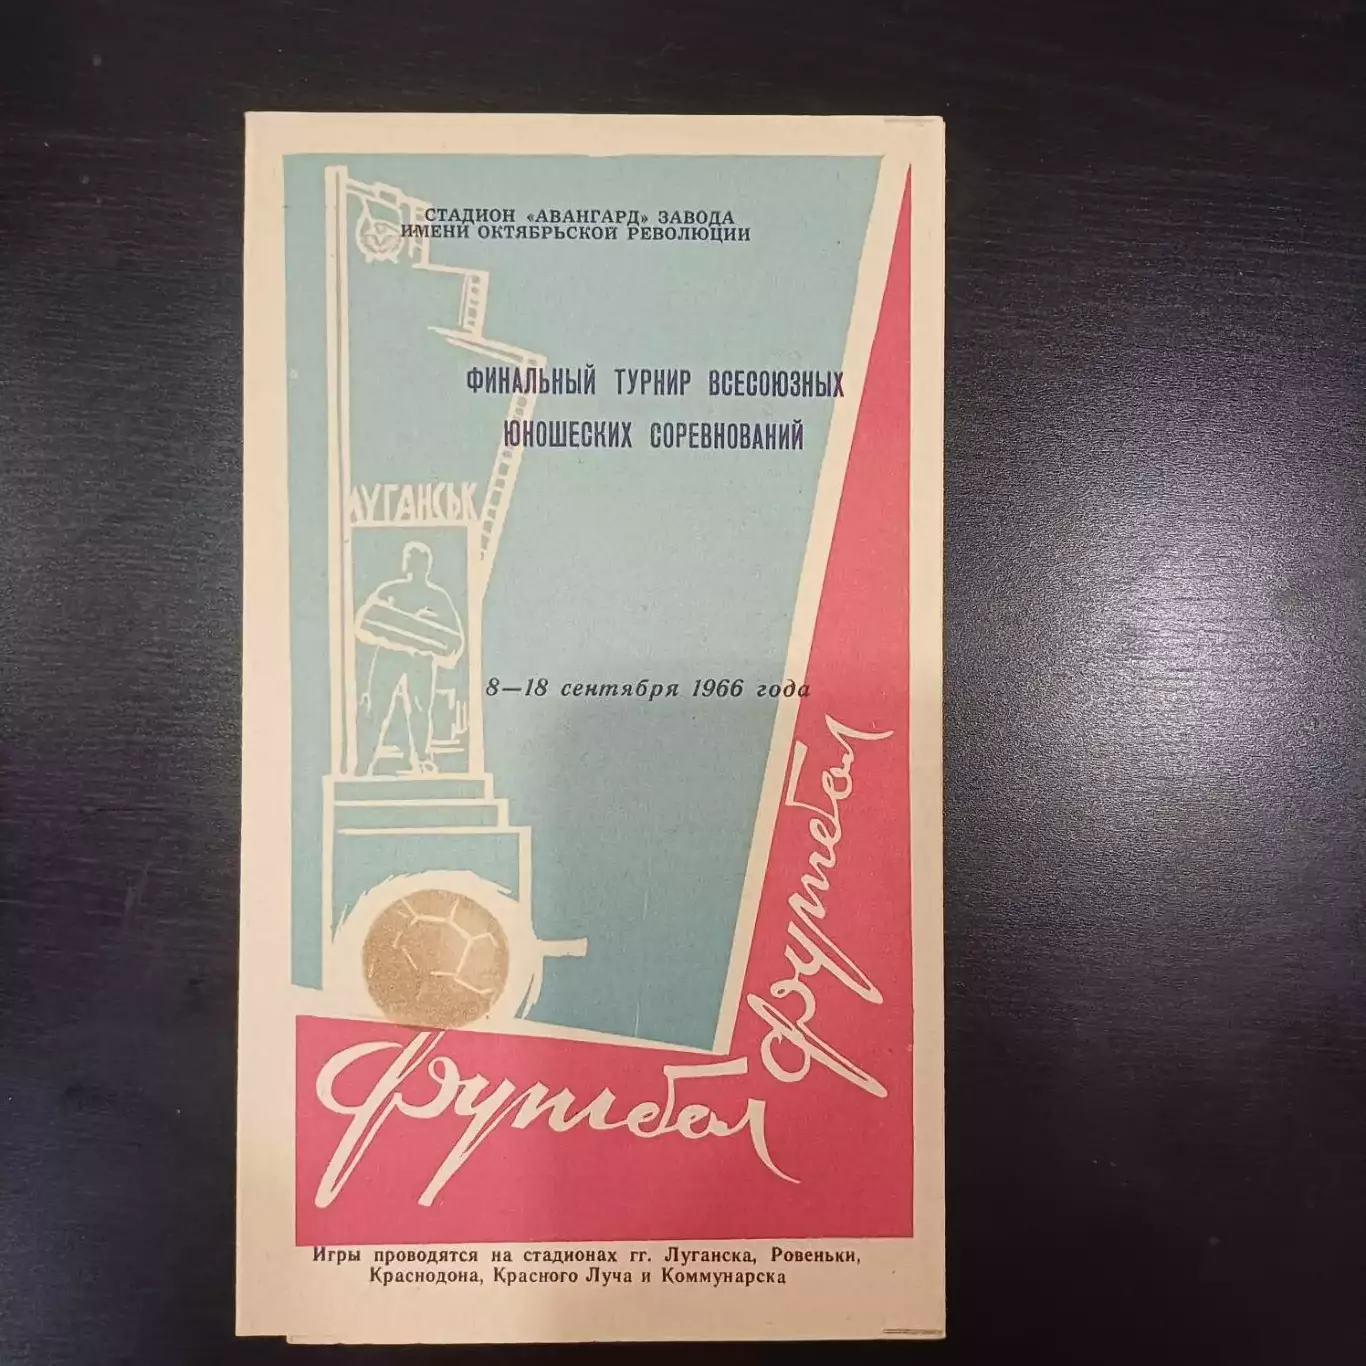 СТАДИОН «АВАНГАРД» ЗАВОДА
ИМЕНИ ОКТЯБРЬСКОЙ РЕВОЛЮЦИИ
ФИНАЛЬНЫЙ ТУРНИР ВСЕСОЮЗНЫХ
ЮНОШЕСКИХ СОРЕВНОВАНИЙ
ЛУГАНСЬК
8—18 сентября 1966 года
футбол
футбол
Игры проводятся на стадионах гг. Луганска, Ровеньки,
Краснодона, Красного Луча и Коммунарска